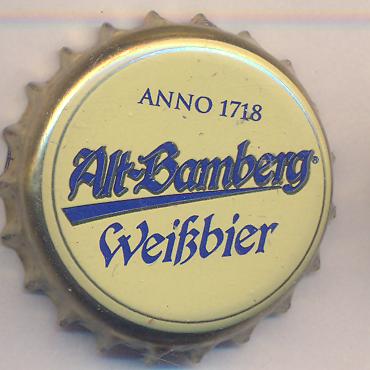 ANNO 1718
Alt-Bamberg®
Weißbier